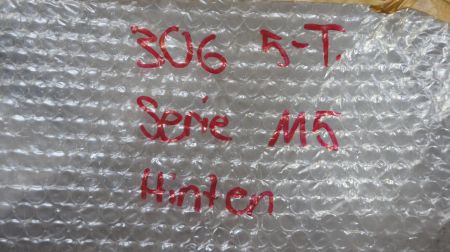 306 5-T.
Serie M5
Hinten